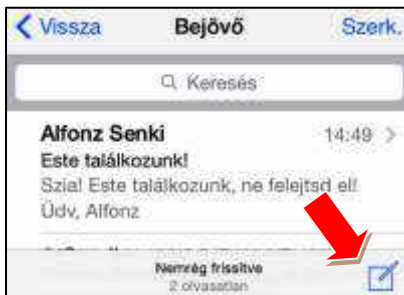 Vissza Bejövő Szerk.
Keresés
Alfonz Senki 14:49
Este találkozunk!
Szia! Este találkozunk, ne felejtsd el!
Üdv, Alfonz
Nemrég frissítve
2 olvasatlan